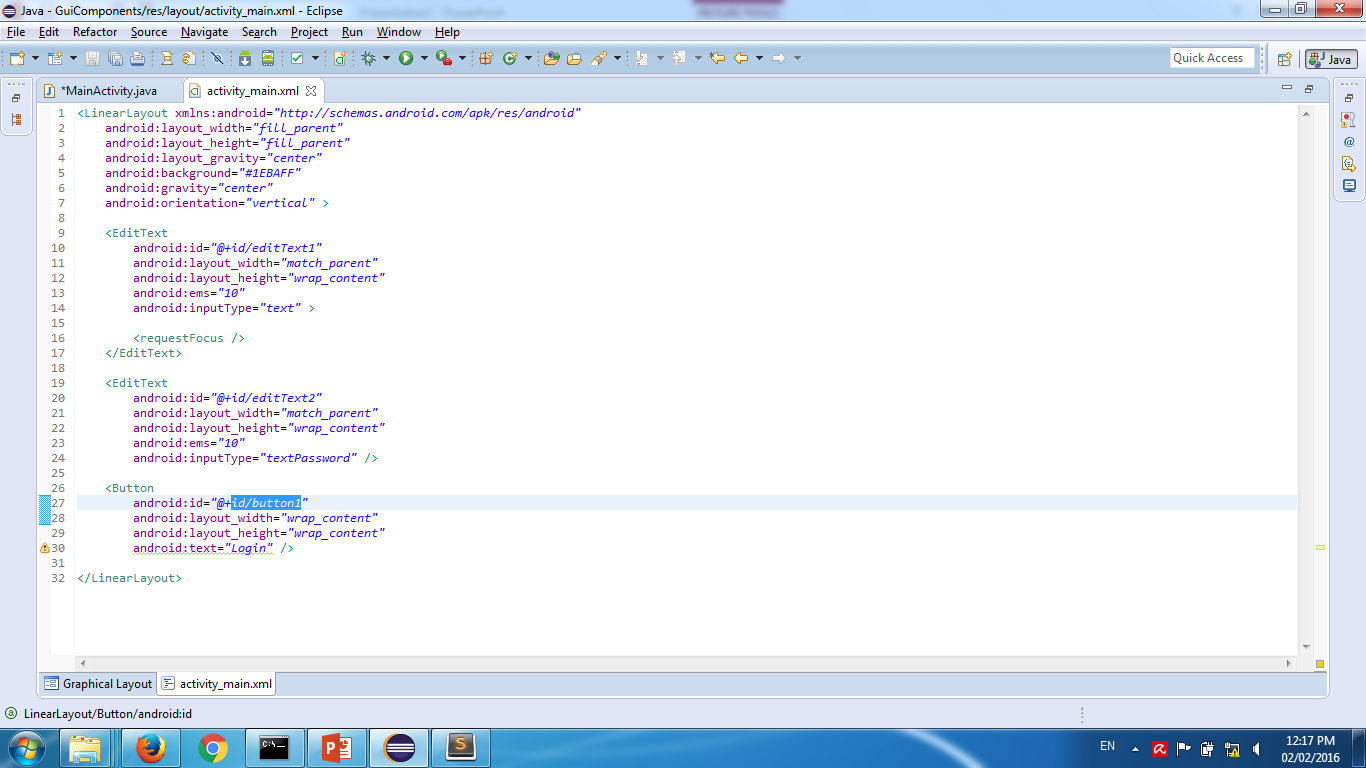 Java - GuiComponents/res/layout/activity_main.xml - Eclipse
File Edit Refactor Source Navigate Search Project Run Window Help
Quick Access Java
*MainActivity.java activity_main.xml
1 <LinearLayout xmlns:android="http://schemas.android.com/apk/res/android"
2 android:layout_width="fill_parent"
3 android:layout_height="fill_parent"
4 android:layout_gravity="center"
5 android:background="#1EBAFF"
6 android:gravity="center"
7 android:orientation="vertical" >
8
9 <EditText
10 android:id="@+id/editText1"
11 android:layout_width="match_parent"
12 android:layout_height="wrap_content"
13 android:ems="10"
14 android:inputType="text" >
15
16 <requestFocus />
17 </EditText>
18
19 <EditText
20 android:id="@+id/editText2"
21 android:layout_width="match_parent"
22 android:layout_height="wrap_content"
23 android:ems="10"
24 android:inputType="textPassword" />
25
26 <Button
27 android:id="@+id/button1"
28 android:layout_width="wrap_content"
29 android:layout_height="wrap_content"
30 android:text="Login" />
31
32 </LinearLayout>
Graphical Layout activity_main.xml
LinearLayout/Button/android:id
EN 12:17 PM
02/02/2016